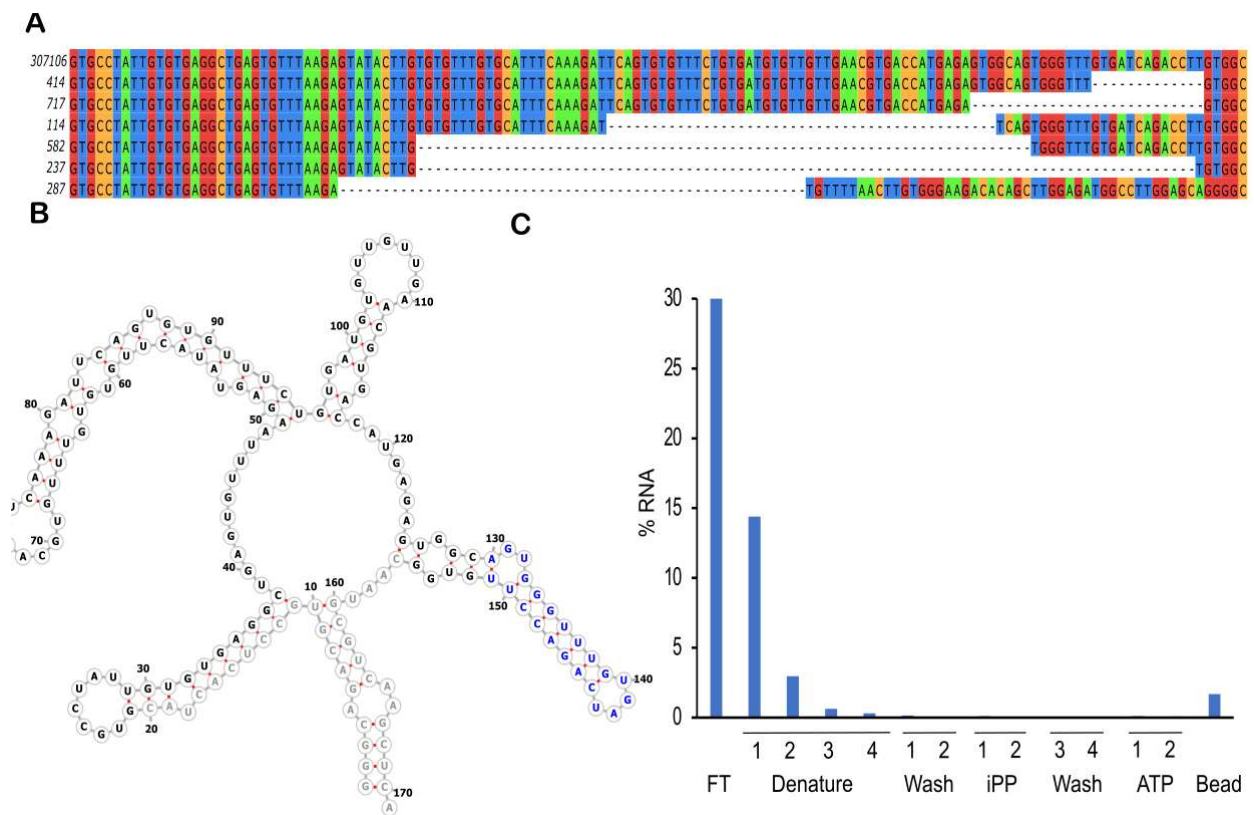 A
307106 GTGCCTATTGTGTGAGGCTGAGTGTTTAAGAGTATACTTGTGTGTTTGTGCATTTCAAAGATTCAGTGTGTTTCTGTGATGTGTTGTTGAACGTGACCATGAGAGTGGCAGTGGGTTTGTGATCAGACCTTGTGGC
414 GTGCCTATTGTGTGAGGCTGAGTGTTTAAGAGTATACTTGTGTGTTTGTGCATTTCAAAGATTCAGTGTGTTTCTGTGATGTGTTGTTGAACGTGACCATGAGAGTGGCAGTGGGTTT-------------GTGGC
717 GTGCCTATTGTGTGAGGCTGAGTGTTTAAGAGTATACTTGTGTGTTTGTGCATTTCAAAGATTCAGTGTGTTTCTGTGATGTGTTGTTGAACGTGACCATGAGA---------------------------GTGGC
114 GTGCCTATTGTGTGAGGCTGAGTGTTTAAGAGTATACTTGTGTGTTTGTGCATTTCAAAGAT---------------------------------------------TCAGTGGGTTTGTGATCAGACCTTGTGGC
582 GTGCCTATTGTGTGAGGCTGAGTGTTTAAGAGTATACTTG-----------------------------------------------------------------------TGGGTTTGTGATCAGACCTTGTGGC
237 GTGCCTATTGTGTGAGGCTGAGTGTTTAAGAGTATACTTG------------------------------------------------------------------------------------------TGTGGC
287 GTGCCTATTGTGTGAGGCTGAGTGTTTAAGA------------------------------------------------------TGTTTTAACTTGTGGGAAGACACAGCTTGGAGATGGCCTTGGAGCAGGGGC
B
10
20
30
40
50
60
70
80
90
100
110
120
130
140
150
160
170
C
% RNA
30
25
20
15
10
5
0
1 2 3 4 1 2 1 2 3 4 1 2
FT Denature Wash iPP Wash ATP Bead